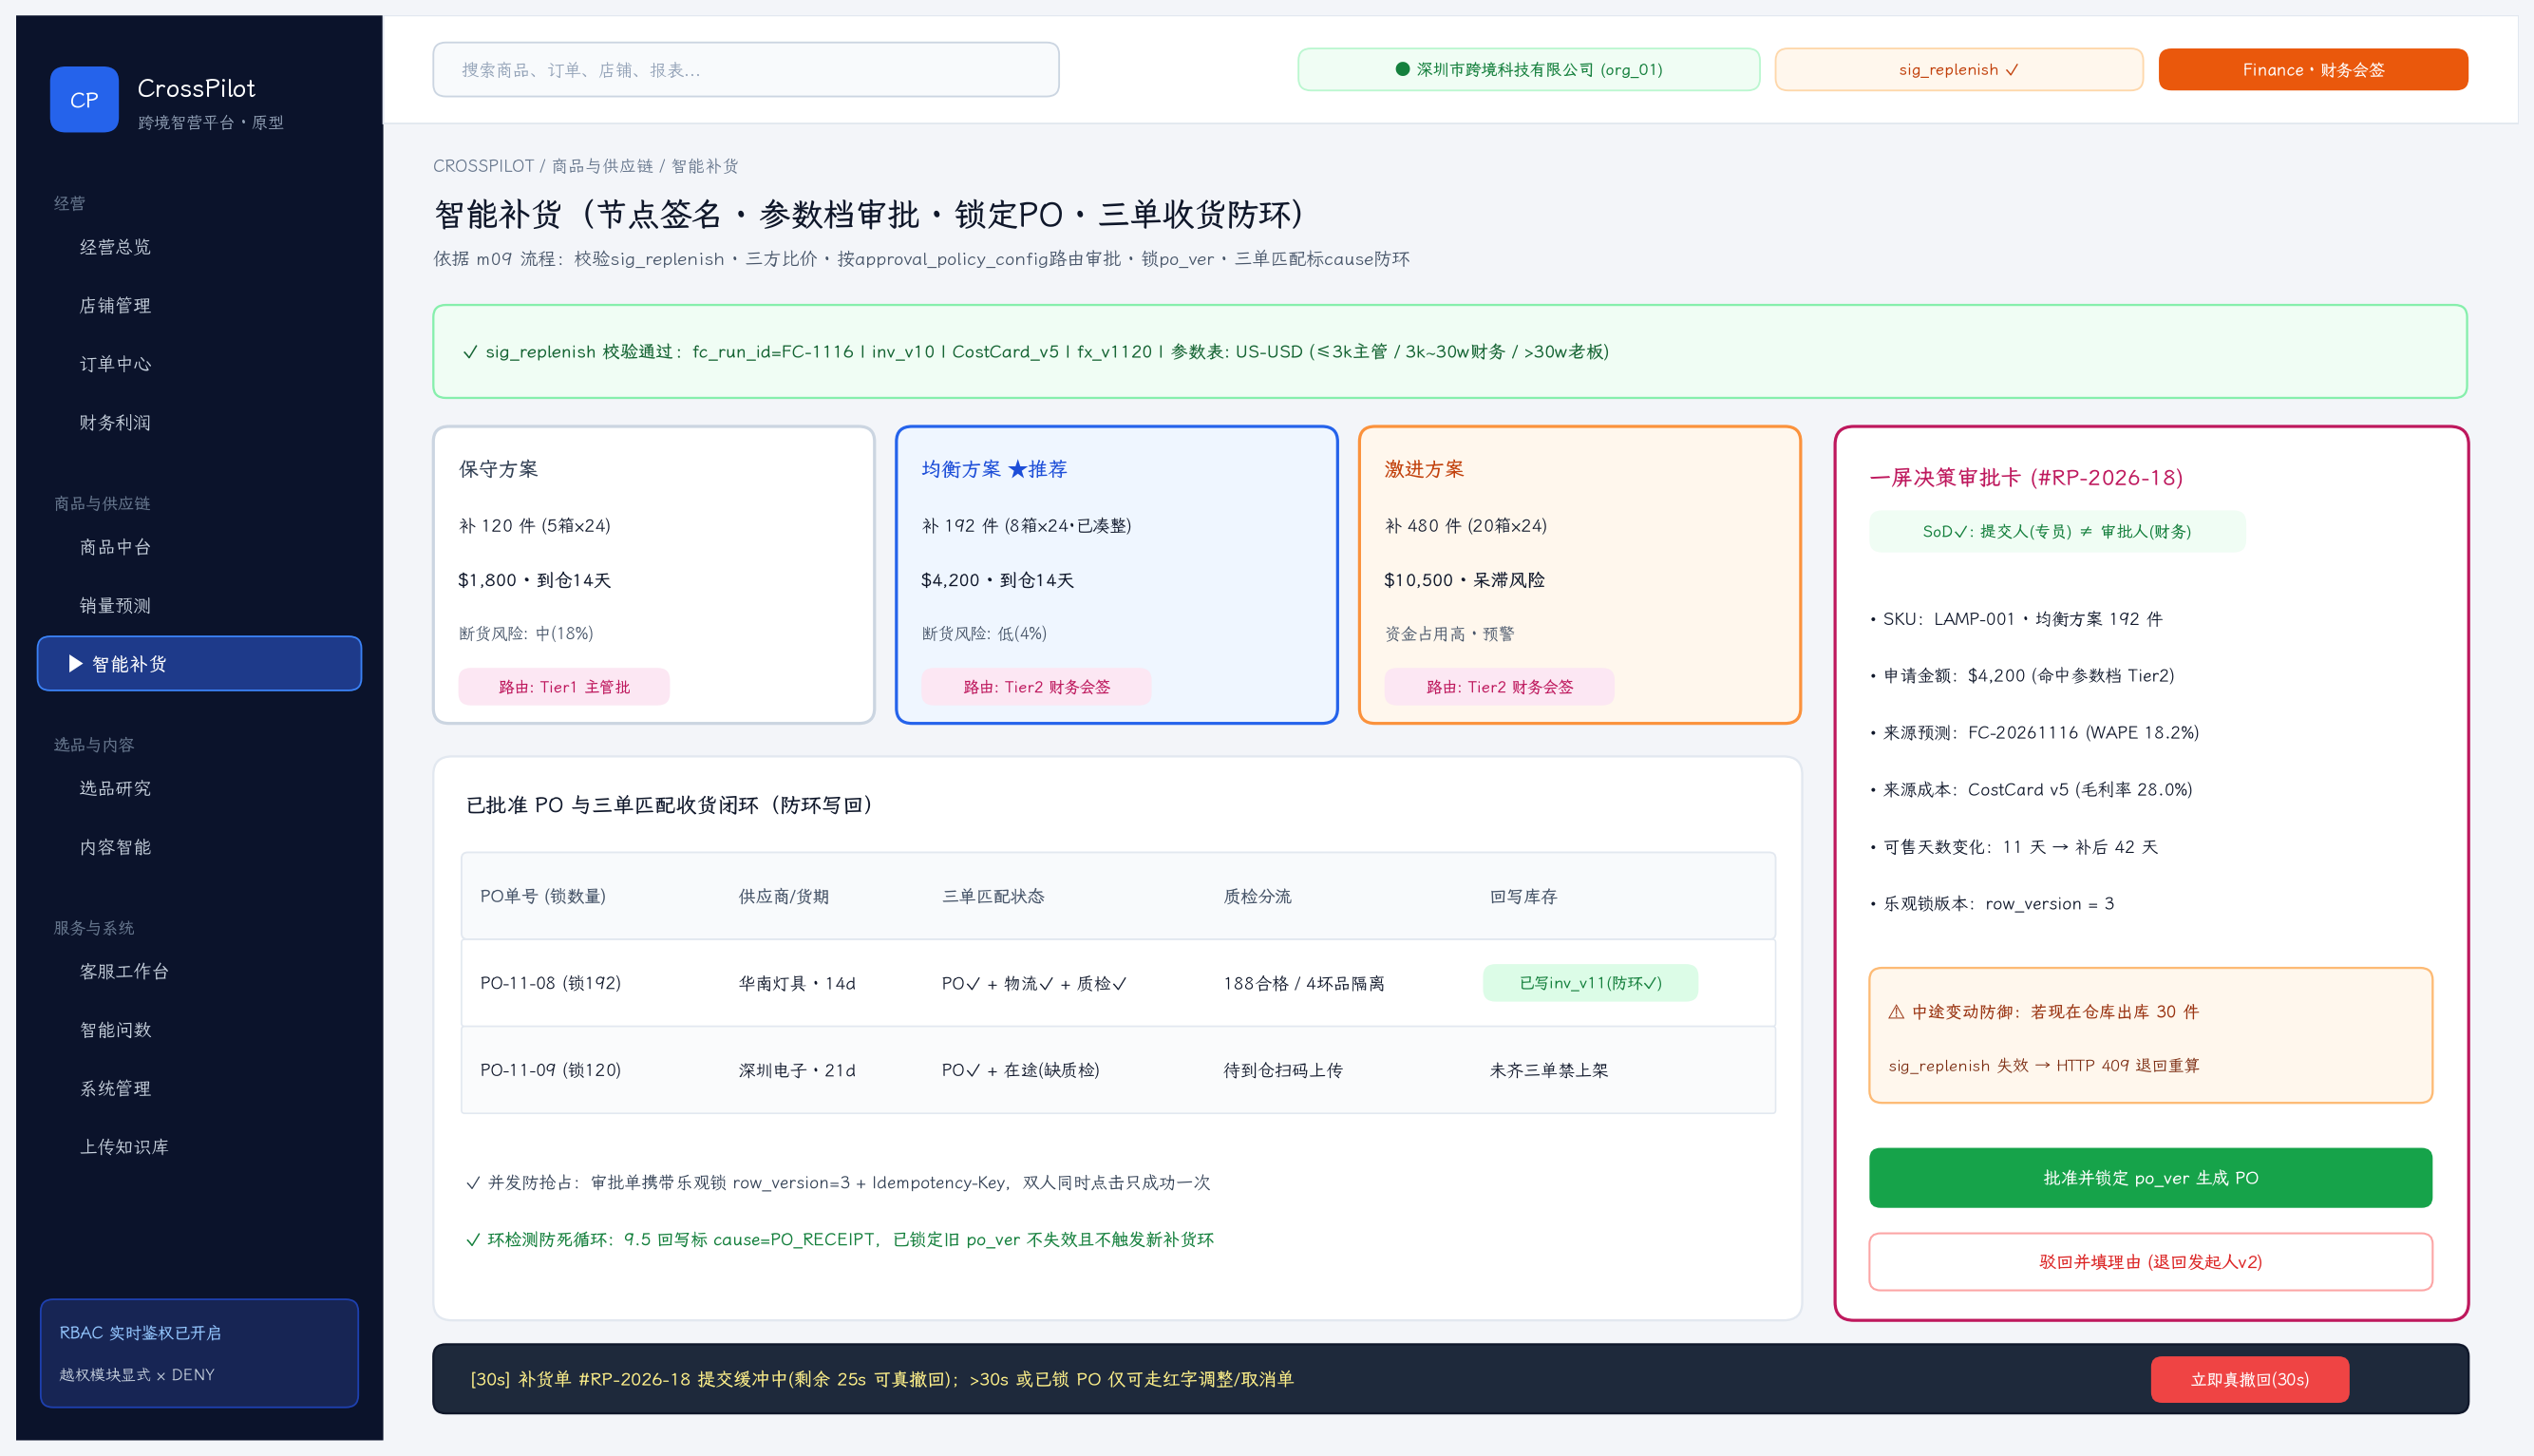 CP
CrossPilot
跨境智营平台・原型
经营
经营总览
店铺管理
订单中心
财务利润
商品与供应链
商品中台
销量预测
▶ 智能补货
选品与内容
选品研究
内容智能
服务与系统
客服工作台
智能问数
系统管理
上传知识库
RBAC 实时鉴权已开启
越权模块显式 × DENY
搜索商品、订单、店铺、报表...
● 深圳市跨境科技有限公司 (org_01)
sig_replenish ✓
Finance・财务会签
CROSSPILOT / 商品与供应链 / 智能补货
智能补货（节点签名・参数档审批・锁定PO・三单收货防环）
依据 m09 流程：校验sig_replenish・三方比价・按approval_policy_config路由审批・锁po_ver・三单匹配标cause防环
✓ sig_replenish 校验通过：fc_run_id=FC-1116 | inv_v10 | CostCard_v5 | fx_v1120 | 参数表: US-USD (≤3k主管 / 3k~30w财务 / >30w老板)
保守方案
补 120 件 (5箱x24)
$1,800・到仓14天
断货风险: 中(18%)
路由: Tier1 主管批
均衡方案 ★推荐
补 192 件 (8箱x24・已凑整)
$4,200・到仓14天
断货风险: 低(4%)
路由: Tier2 财务会签
激进方案
补 480 件 (20箱x24)
$10,500・呆滞风险
资金占用高・预警
路由: Tier2 财务会签
已批准 PO 与三单匹配收货闭环（防环写回）
PO单号 (锁数量) 供应商/货期 三单匹配状态 质检分流 回写库存
PO-11-08 (锁192) 华南灯具・14d PO✓ + 物流✓ + 质检✓ 188合格 / 4坏品隔离 已写inv_v11(防环✓)
PO-11-09 (锁120) 深圳电子・21d PO✓ + 在途(缺质检) 待到仓扫码上传 未齐三单禁上架
✓ 并发防抢占：审批单携带乐观锁 row_version=3 + Idempotency-Key，双人同时点击只成功一次
✓ 环检测防死循环：9.5 回写标 cause=PO_RECEIPT，已锁定旧 po_ver 不失效且不触发新补货环
一屏决策审批卡 (#RP-2026-18)
SoD✓: 提交人(专员) ≠ 审批人(财务)
• SKU：LAMP-001・均衡方案 192 件
• 申请金额：$4,200 (命中参数档 Tier2)
• 来源预测：FC-20261116 (WAPE 18.2%)
• 来源成本：CostCard v5 (毛利率 28.0%)
• 可售天数变化：11 天 → 补后 42 天
• 乐观锁版本：row_version = 3
⚠ 中途变动防御：若现在仓库出库 30 件
sig_replenish 失效 → HTTP 409 退回重算
批准并锁定 po_ver 生成 PO
驳回并填理由 (退回发起人v2)
[30s] 补货单 #RP-2026-18 提交缓冲中(剩余 25s 可真撤回)；>30s 或已锁 PO 仅可走红字调整/取消单
立即真撤回(30s)